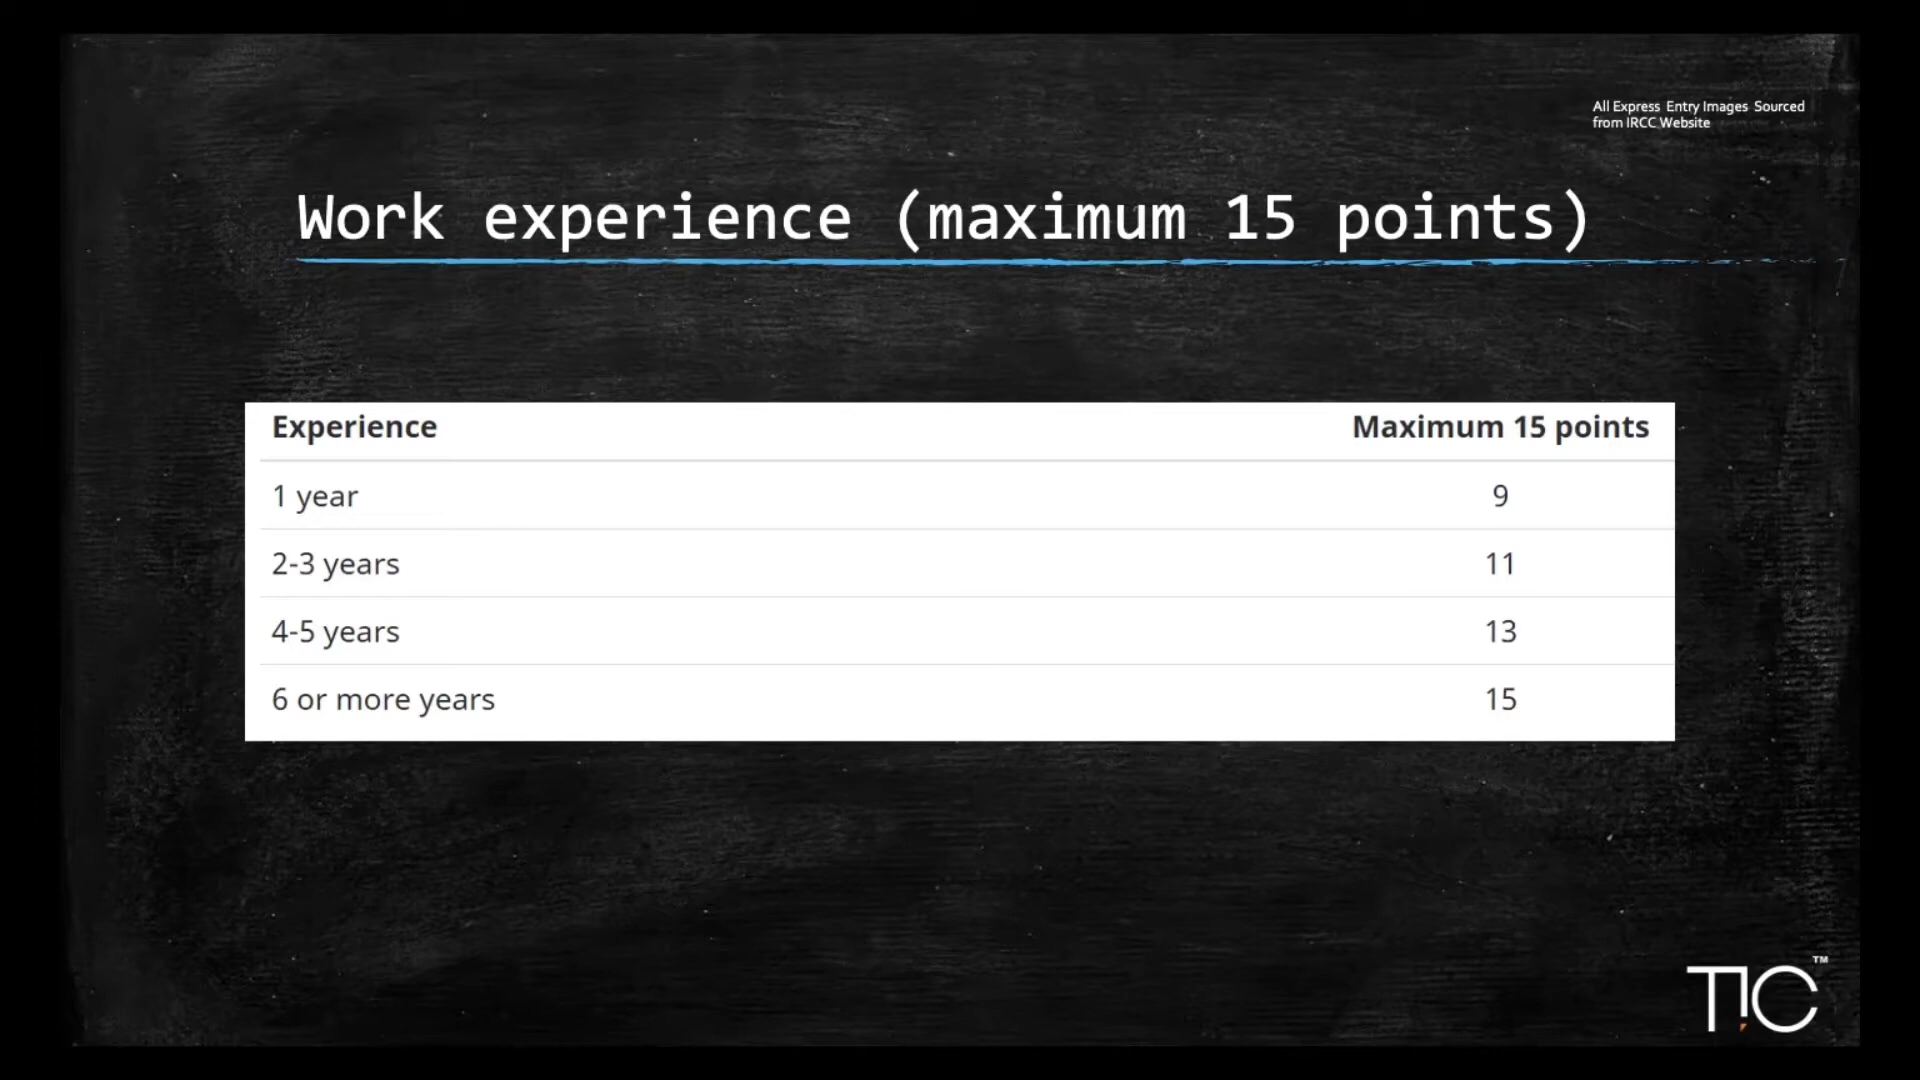 All Express Entry Images Sourced
from IRCC Website
Work experience (maximum 15 points)
Experience Maximum 15 points
1 year 9
2-3 years 11
4-5 years 13
6 or more years 15
TIC™